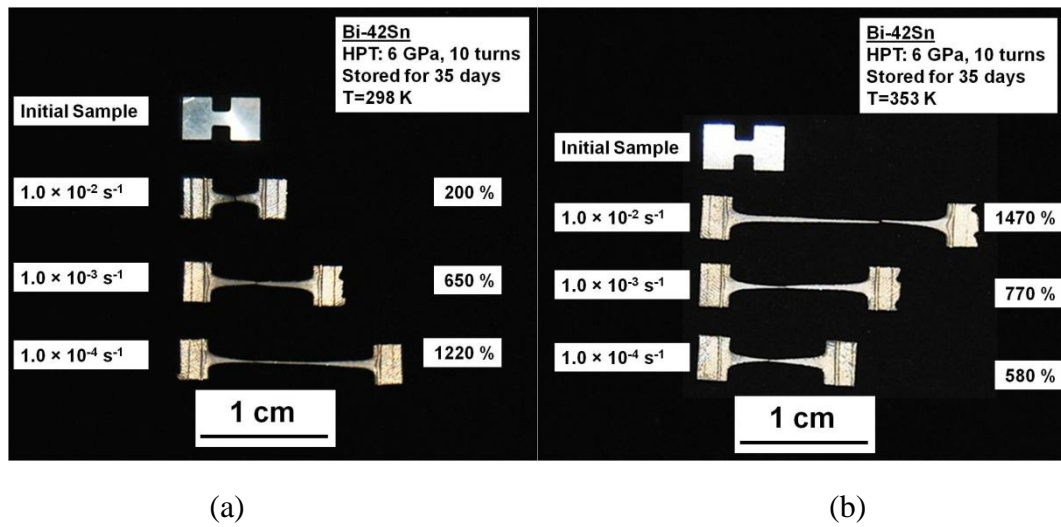 Bi-42Sn
HPT: 6 GPa, 10 turns
Stored for 35 days
T=298 K
Initial Sample
1.0 × 10⁻² s⁻¹
200 %
1.0 × 10⁻³ s⁻¹
650 %
1.0 × 10⁻⁴ s⁻¹
1220 %
1 cm
(a)
Bi-42Sn
HPT: 6 GPa, 10 turns
Stored for 35 days
T=353 K
Initial Sample
1.0 × 10⁻² s⁻¹
1470 %
1.0 × 10⁻³ s⁻¹
770 %
1.0 × 10⁻⁴ s⁻¹
580 %
1 cm
(b)